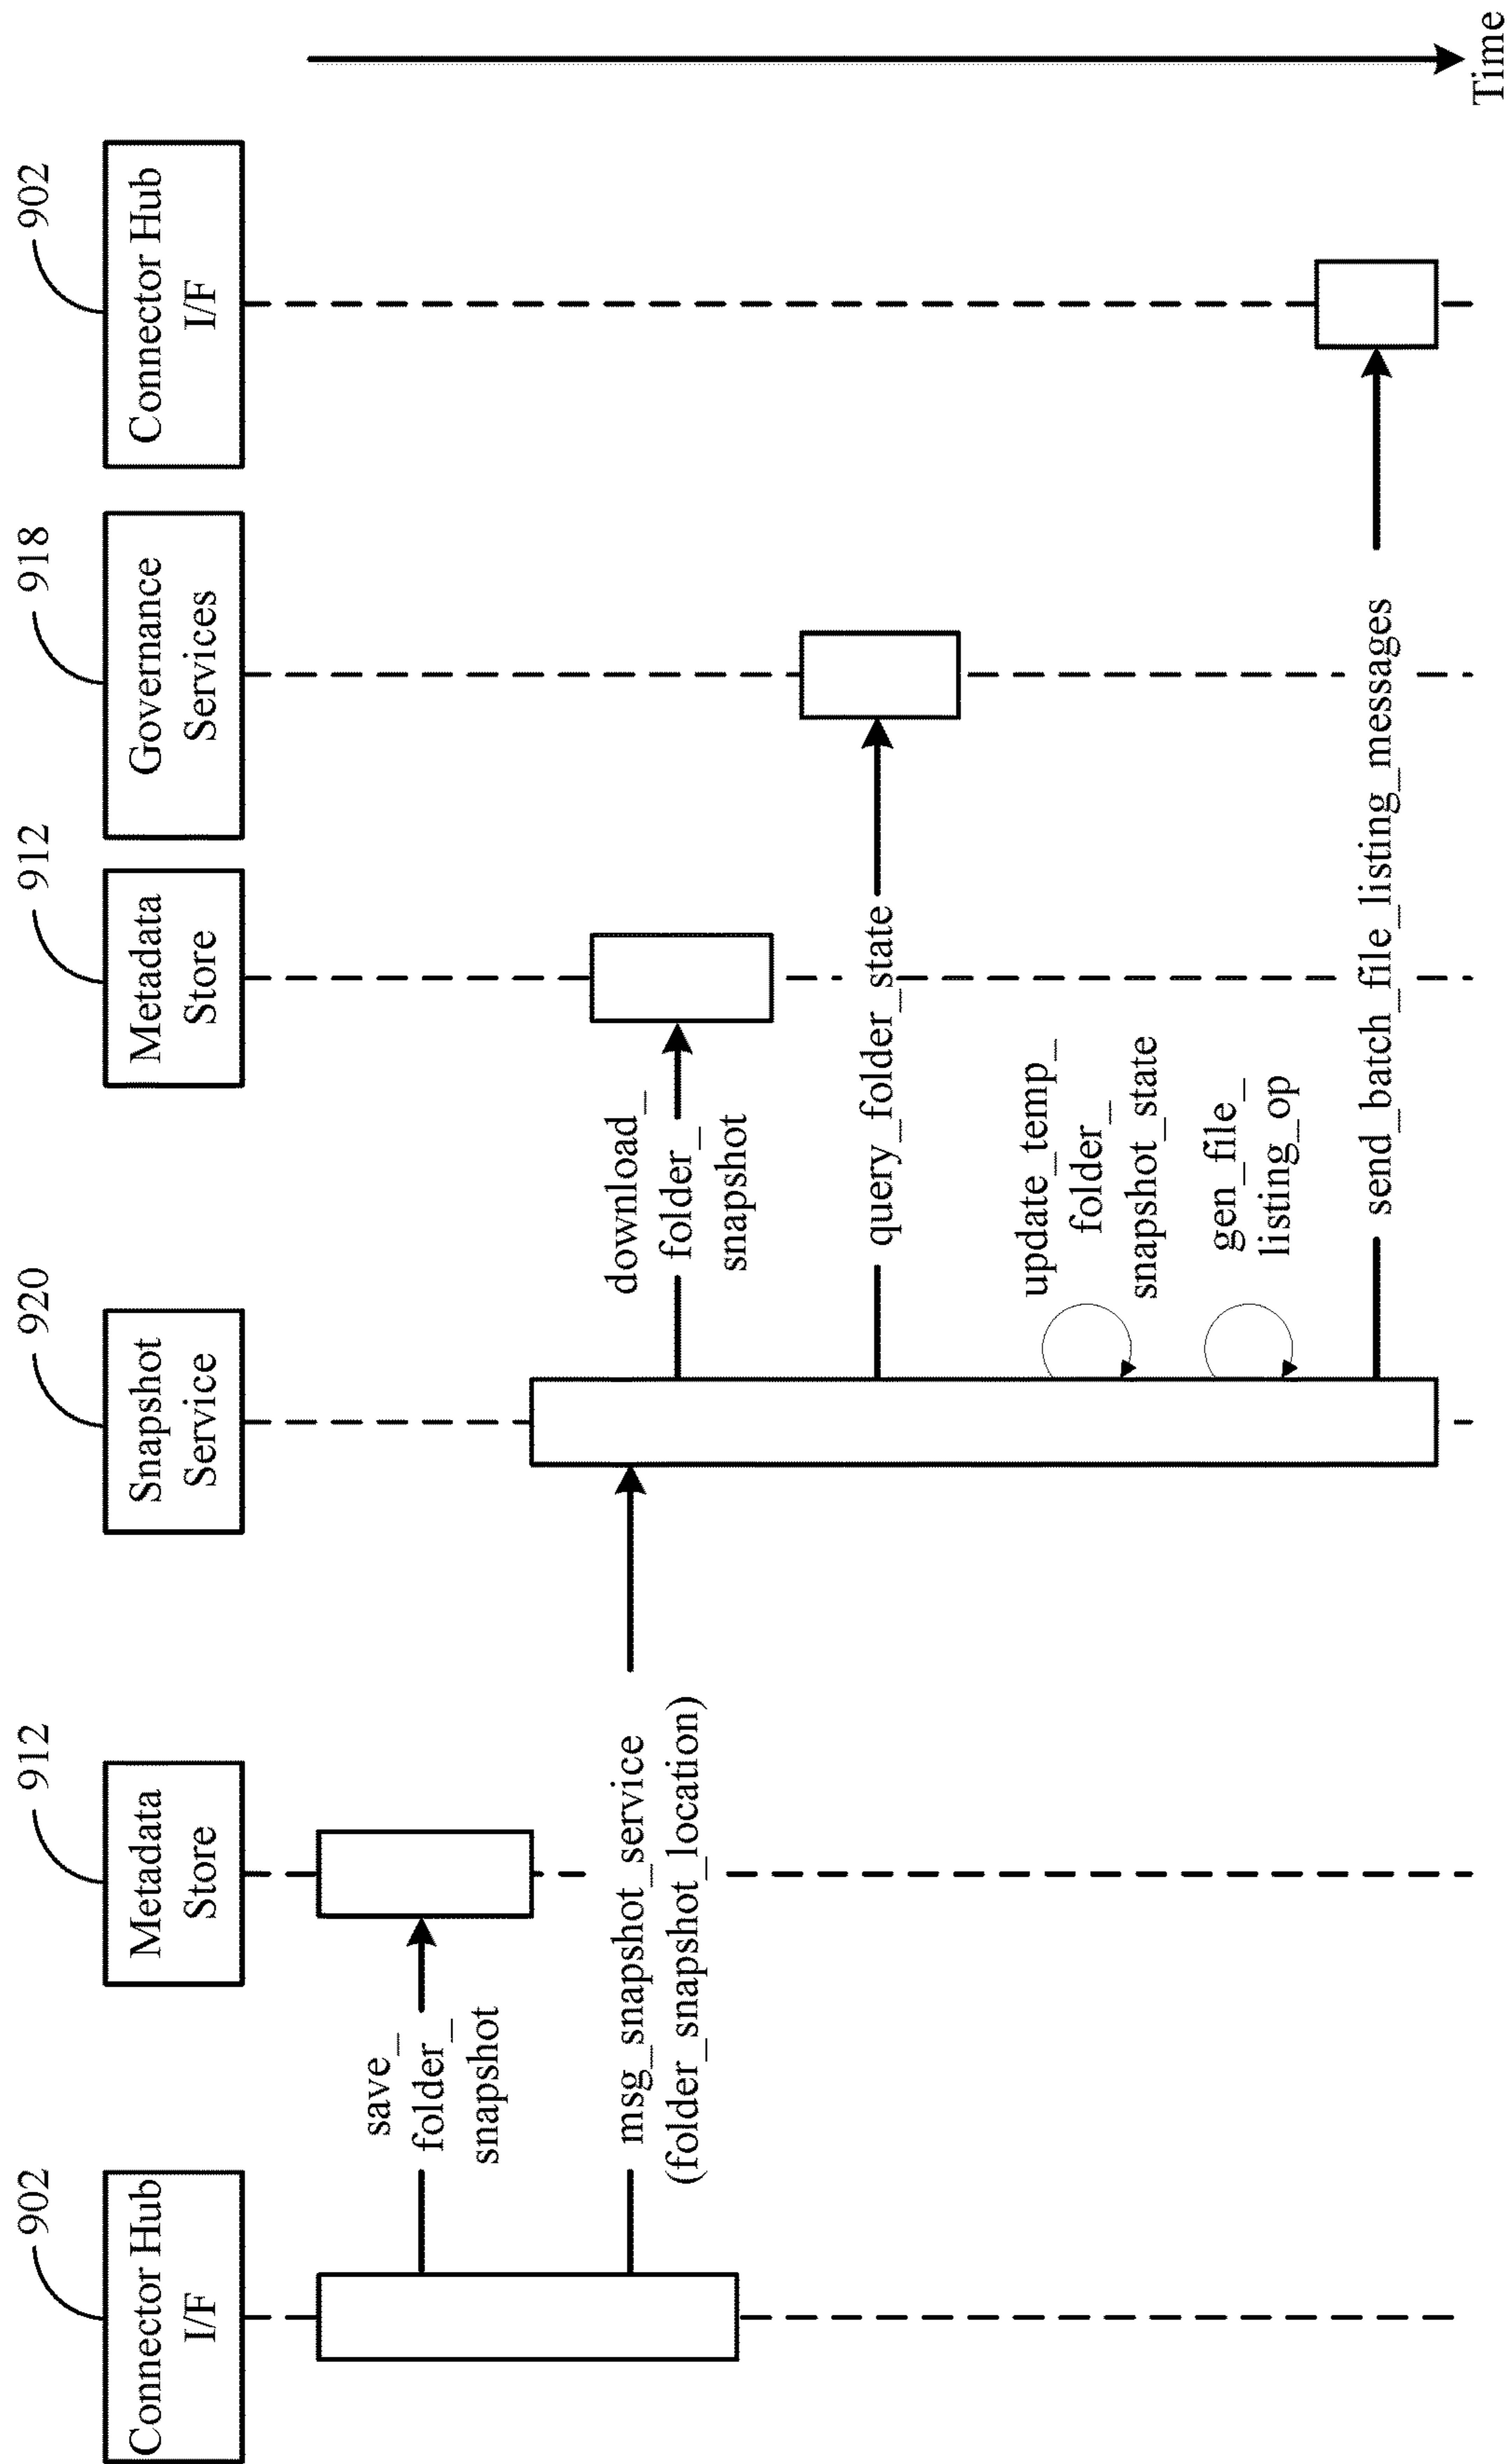 902
912
920
912
918
902
Connector Hub
I/F
Metadata
Store
Snapshot
Service
Metadata
Store
Governance
Services
Connector Hub
I/F
save_
folder_
snapshot
msg_snapshot_service
(folder_snapshot_location)
download_
folder_
snapshot
query_folder_state
update_temp_
folder_
snapshot_state
gen_file_
listing_op
send_batch_file_listing_messages
Time